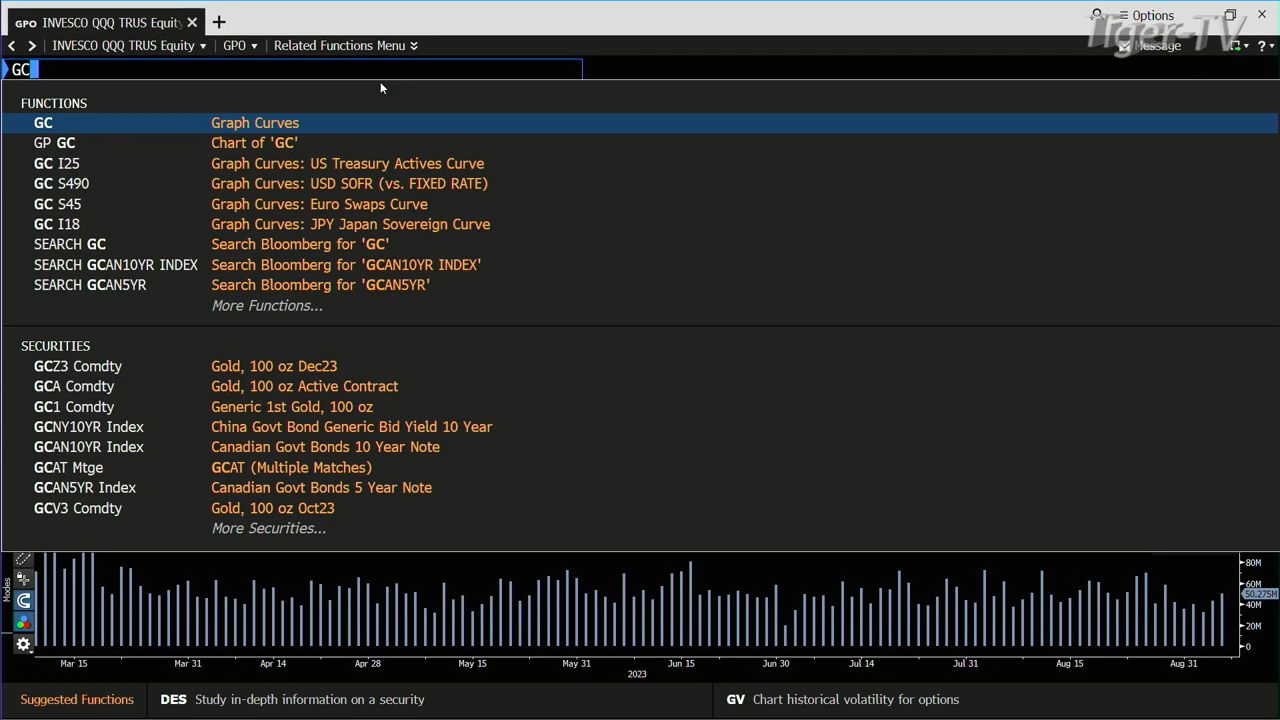 GPO INVESCO QQQ TRUS Equity
Options
Tiger-TV
INVESCO QQQ TRUS Equity
GPO
Related Functions Menu
Message
GC
FUNCTIONS
GC Graph Curves
GP GC Chart of 'GC'
GC I25 Graph Curves: US Treasury Actives Curve
GC S490 Graph Curves: USD SOFR (vs. FIXED RATE)
GC S45 Graph Curves: Euro Swaps Curve
GC I18 Graph Curves: JPY Japan Sovereign Curve
SEARCH GC Search Bloomberg for 'GC'
SEARCH GCAN10YR INDEX Search Bloomberg for 'GCAN10YR INDEX'
SEARCH GCAN5YR Search Bloomberg for 'GCAN5YR'
More Functions...
SECURITIES
GCZ3 Comdty Gold, 100 oz Dec23
GCA Comdty Gold, 100 oz Active Contract
GC1 Comdty Generic 1st Gold, 100 oz
GCNY10YR Index China Govt Bond Generic Bid Yield 10 Year
GCAN10YR Index Canadian Govt Bonds 10 Year Note
GCAT Mtge GCAT (Multiple Matches)
GCAN5YR Index Canadian Govt Bonds 5 Year Note
GCV3 Comdty Gold, 100 oz Oct23
More Securities...
Modes
80M
60M
50.275M
40M
20M
0
Mar 15 Mar 31 Apr 14 Apr 28 May 15 May 31 Jun 15 Jun 30 Jul 14 Jul 31 Aug 15 Aug 31
2023
Suggested Functions DES Study in-depth information on a security GV Chart historical volatility for options